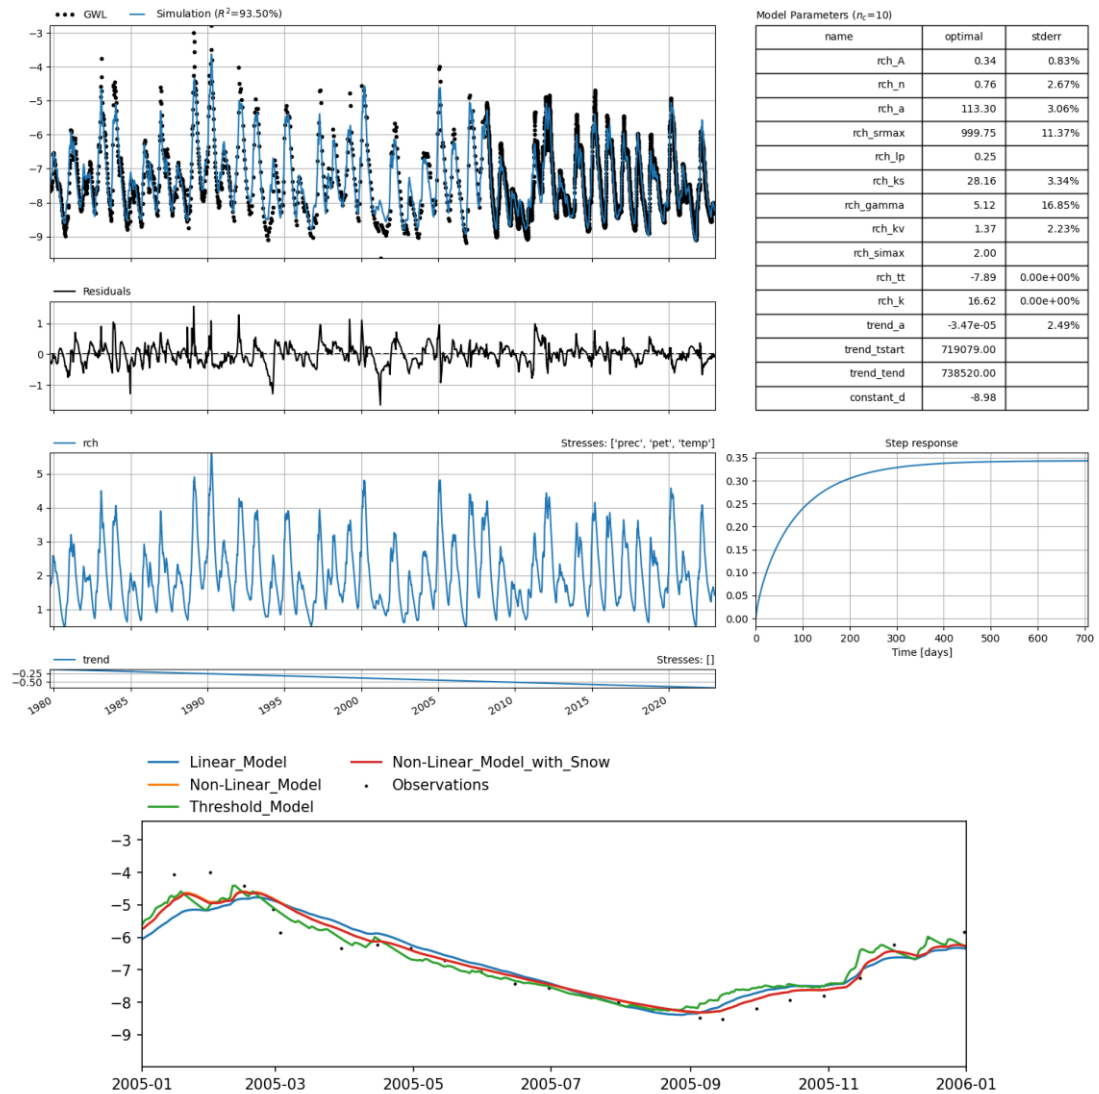 GWL Simulation (R²=93.50%)
−3
−4
−5
−6
−7
−8
−9
Residuals
1
0
−1
rch Stresses: ['prec', 'pet', 'temp']
5
4
3
2
1
trend Stresses: []
−0.25
−0.50
1980 1985 1990 1995 2000 2005 2010 2015 2020
Model Parameters (n_c=10)
name optimal stderr
rch_A 0.34 0.83%
rch_n 0.76 2.67%
rch_a 113.30 3.06%
rch_srmax 999.75 11.37%
rch_lp 0.25
rch_ks 28.16 3.34%
rch_gamma 5.12 16.85%
rch_kv 1.37 2.23%
rch_simax 2.00
rch_tt -7.89 0.00e+00%
rch_k 16.62 0.00e+00%
trend_a -3.47e-05 2.49%
trend_tstart 719079.00
trend_tend 738520.00
constant_d -8.98
Step response
0.35
0.30
0.25
0.20
0.15
0.10
0.05
0.00
0 100 200 300 400 500 600 700
Time [days]
Linear_Model Non-Linear_Model_with_Snow
Non-Linear_Model Observations
Threshold_Model
−3
−4
−5
−6
−7
−8
−9
2005-01 2005-03 2005-05 2005-07 2005-09 2005-11 2006-01